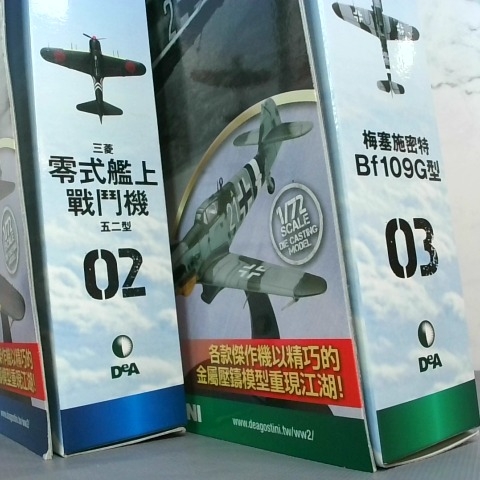 三菱
零式艦上
戰鬥機
五二型
02
DeA
1/72
SCALE
DIE CASTING
MODEL
各款傑作機以精巧的
金屬壓鑄模型重現江湖!
NI
www.deagostini.tw/ww2/
梅塞施密特
Bf109G型
03
DeA